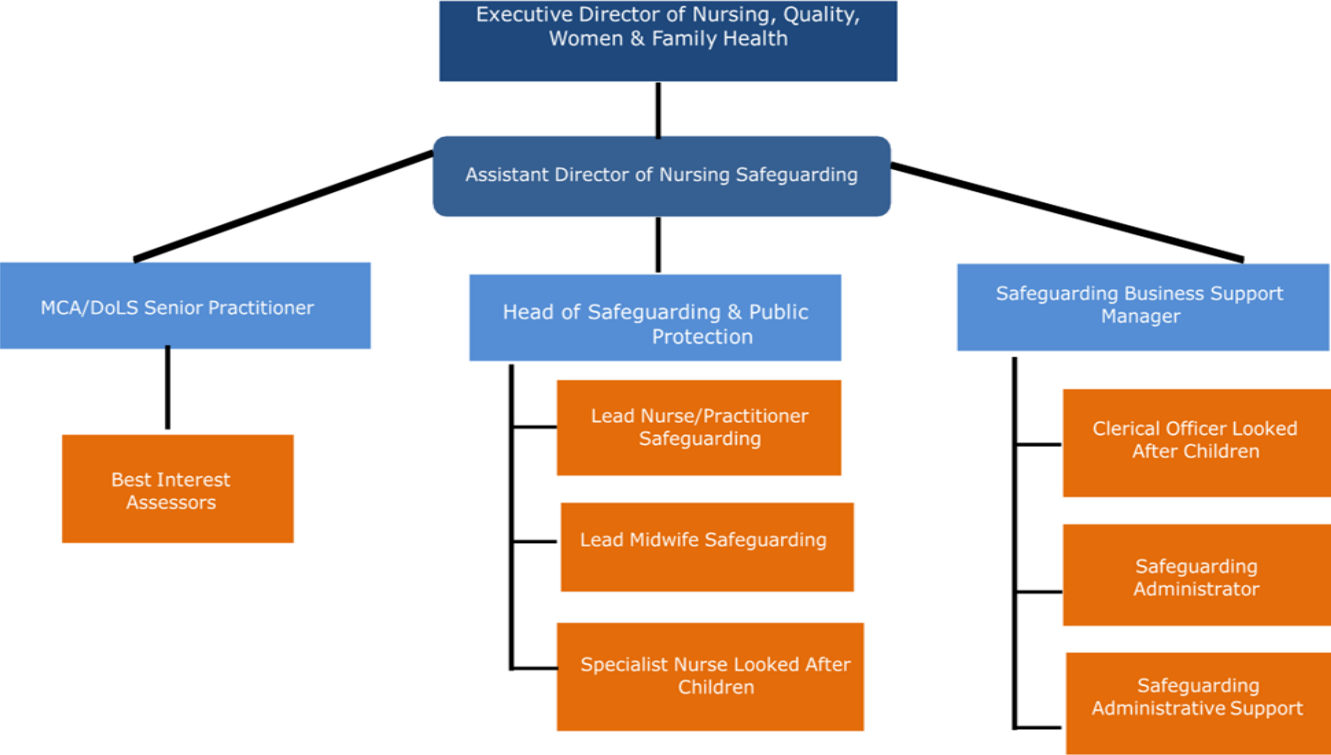 Executive Director of Nursing, Quality,
Women & Family Health
Assistant Director of Nursing Safeguarding
MCA/DoLS Senior Practitioner
Head of Safeguarding & Public
Protection
Safeguarding Business Support
Manager
Best Interest
Assessors
Lead Nurse/Practitioner
Safeguarding
Lead Midwife Safeguarding
Specialist Nurse Looked After
Children
Clerical Officer Looked
After Children
Safeguarding
Administrator
Safeguarding
Administrative Support